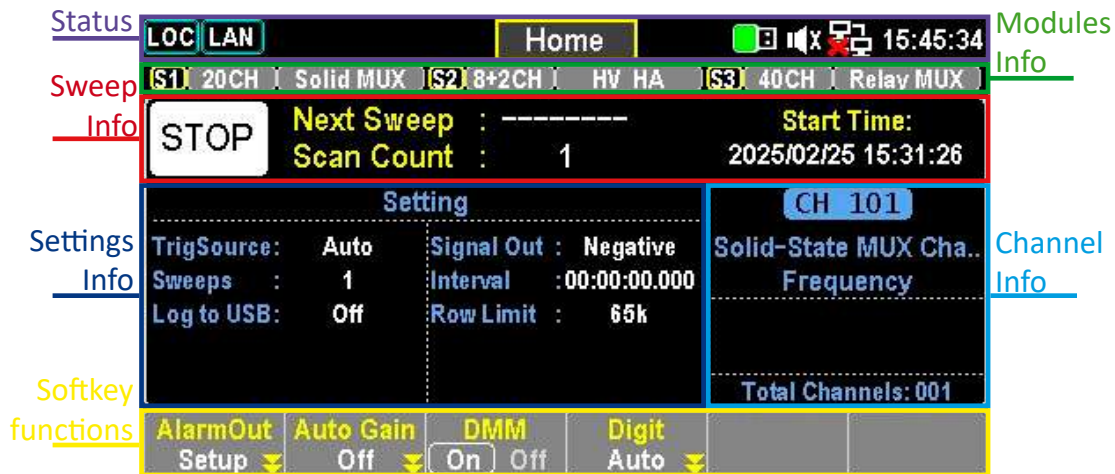 Status
LOC LAN Home X 15:45:34
Modules
Info
S1 20CH Solid MUX S2 8+2CH HV HA S3 40CH Relay MUX
Sweep
Info
STOP
Next Sweep : --------
Scan Count : 1
Start Time:
2025/02/25 15:31:26
Settings
Info
Setting
TrigSource: Auto Signal Out : Negative
Sweeps : 1 Interval :00:00:00.000
Log to USB: Off Row Limit : 65k
CH 101
Solid-State MUX Cha..
Frequency
Total Channels: 001
Channel
Info
Softkey
functions
AlarmOut Auto Gain DMM Digit
Setup Off On Off Auto